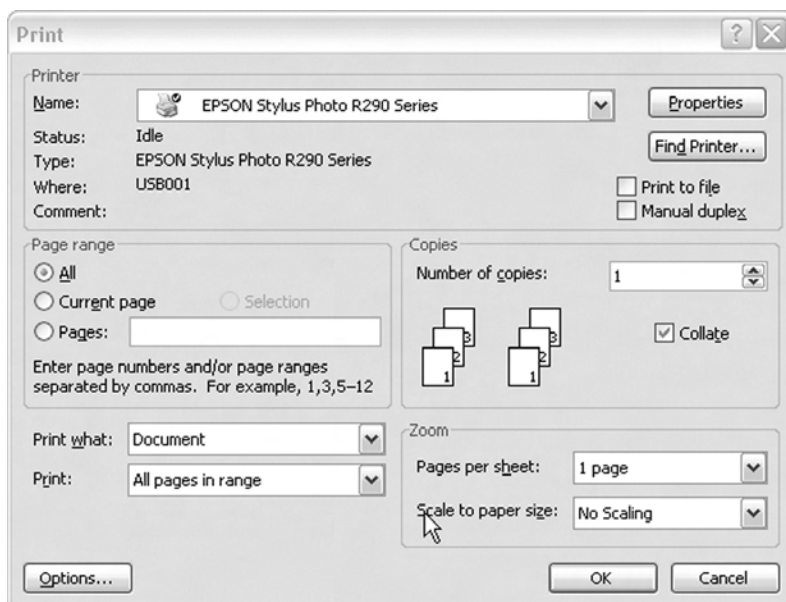 Print
Printer
Name: EPSON Stylus Photo R290 Series
Properties
Status: Idle
Find Printer...
Type: EPSON Stylus Photo R290 Series
Where: USB001
Print to file
Comment:
Manual duplex
Page range
All
Current page Selection
Pages:
Enter page numbers and/or page ranges
separated by commas. For example, 1,3,5–12
Copies
Number of copies: 1
3 3
2 2
1 1
Collate
Print what: Document
Print: All pages in range
Zoom
Pages per sheet: 1 page
Scale to paper size: No Scaling
Options... OK Cancel